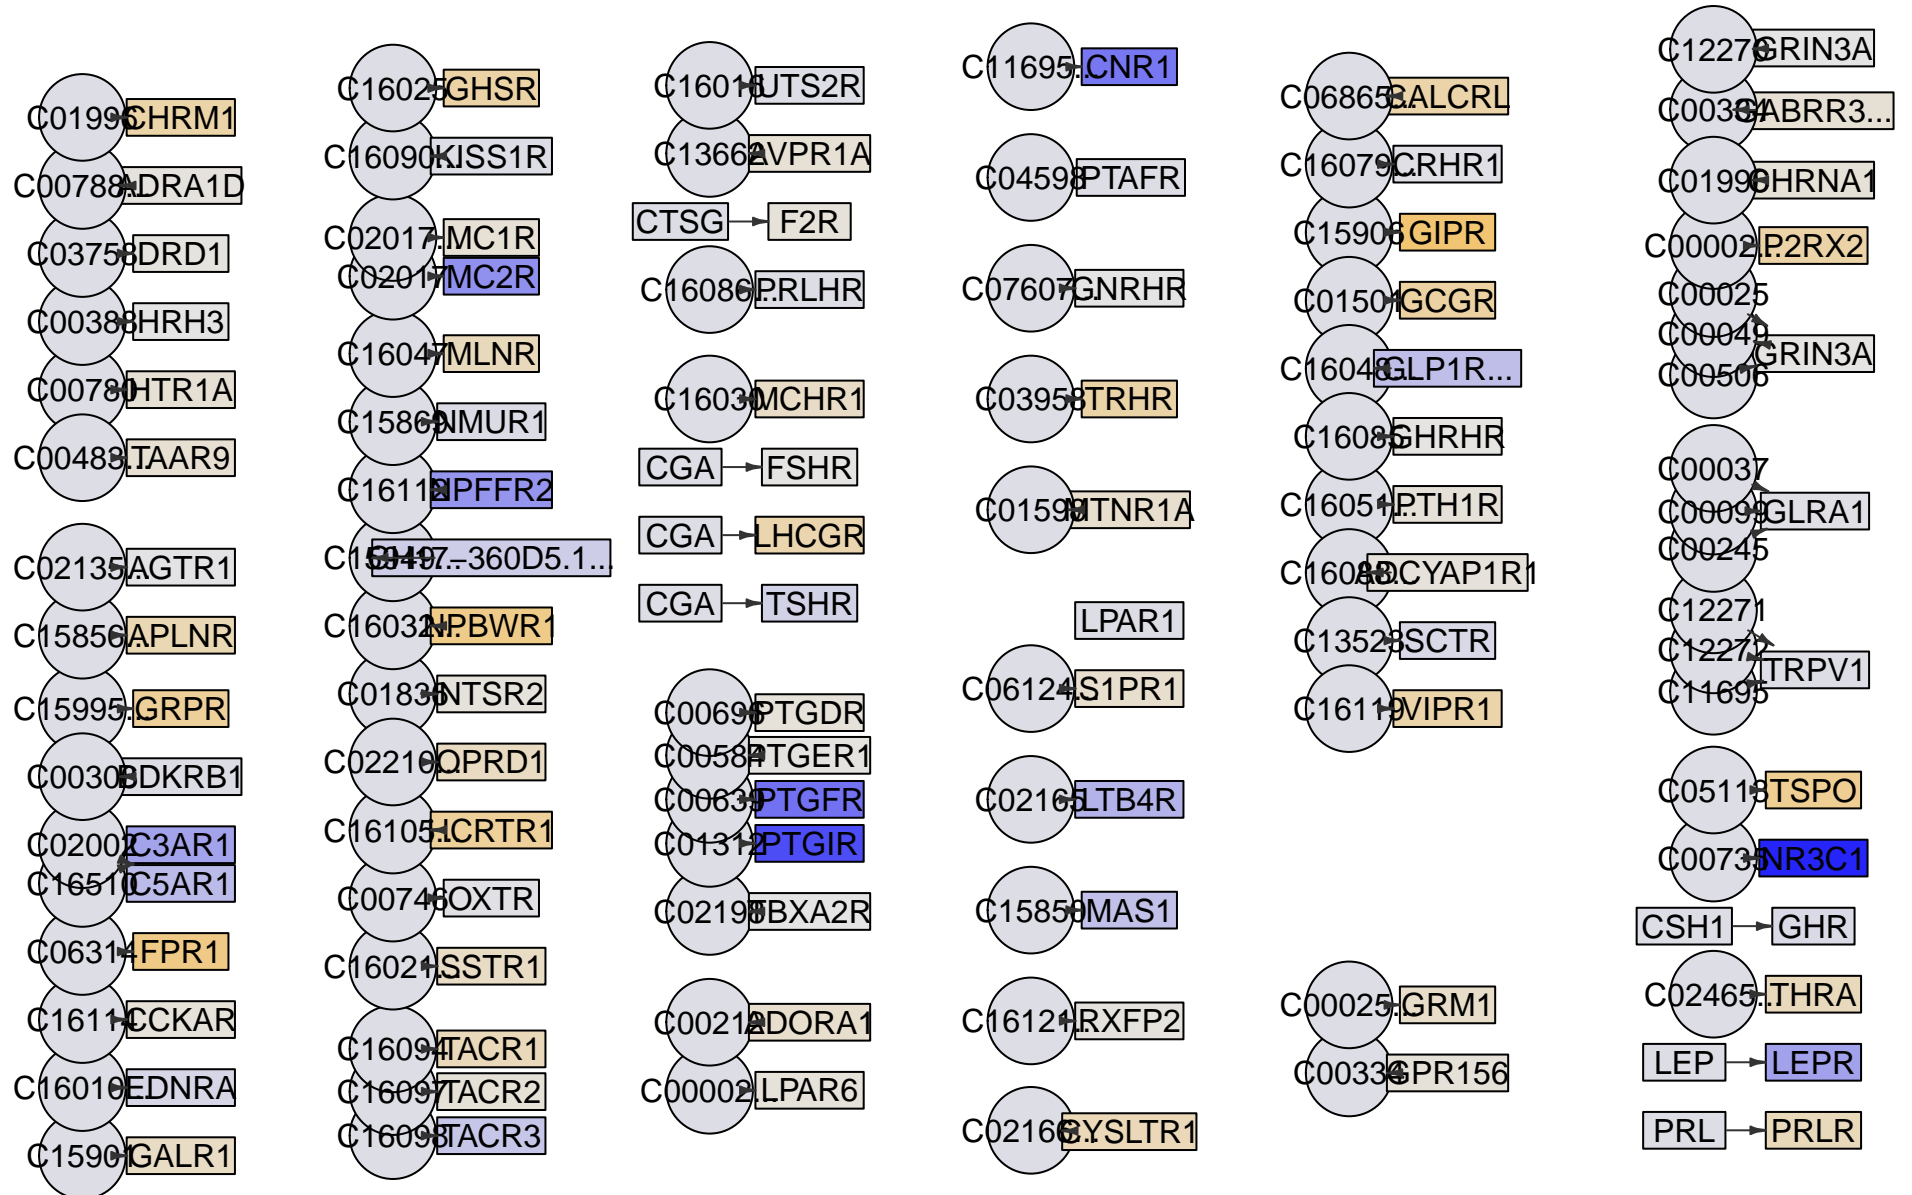 C01996 CHRM1
C00788... ADRA1D
C03758 DRD1
C00388 HRH3
C00780 HTR1A
C00483... TAAR9
C02135... AGTR1
C15856... APLNR
C15995... GRPR
C00306 BDKRB1
C02002 C3AR1
C16510 C5AR1
C06314 FPR1
C16114 CCKAR
C16010 EDNRA
C15901 GALR1
C16025 GHSR
C16090... KISS1R
C02017... MC1R
C02017 MC2R
C16047 MLNR
C15869 NMUR1
C16118 NPFFR2
C16032... NPBWR1
C01836 NTSR2
C02210... OPRD1
C16105... HCRTR1
C00746 OXTR
C16021... SSTR1
C16094 TACR1
C16097 TACR2
C16098 TACR3
C16016 UTS2R
C13662 AVPR1A
CTSG F2R
C16086... PRLHR
C16030 MCHR1
CGA FSHR
CGA LHCGR
CGA TSHR
C00696 PTGDR
C00584 PTGER1
C00639 PTGFR
C01312 PTGIR
C02198 TBXA2R
C00212 ADORA1
C00002... LPAR6
C11695... CNR1
C04598 PTAFR
C07607... GNRHR
C03958 TRHR
C01598 MTNR1A
LPAR1
C06124... S1PR1
C02165 LTB4R
C15850 MAS1
C16121... RXFP2
C02166... CYSLTR1
C06865... CALCRL
C16079... CRHR1
C15906 GIPR
C01501 GCGR
C16048... GLP1R...
C16085 GHRHR
C16051... PTH1R
ADCYAP1R1
C13523 SCTR
C16119 VIPR1
C00025... GRM1
C00334 GPR156
C12270 GRIN3A
C00334 GABRR3...
C01996 CHRNA1
C00002... P2RX2
C00025
C00049
GRIN3A
C00506
C00037
C00099 GLRA1
C00245
C12271
C12272
TRPV1
C11695
C05113 TSPO
C00735 NR3C1
CSH1 GHR
C02465... THRA
LEP LEPR
PRL PRLR